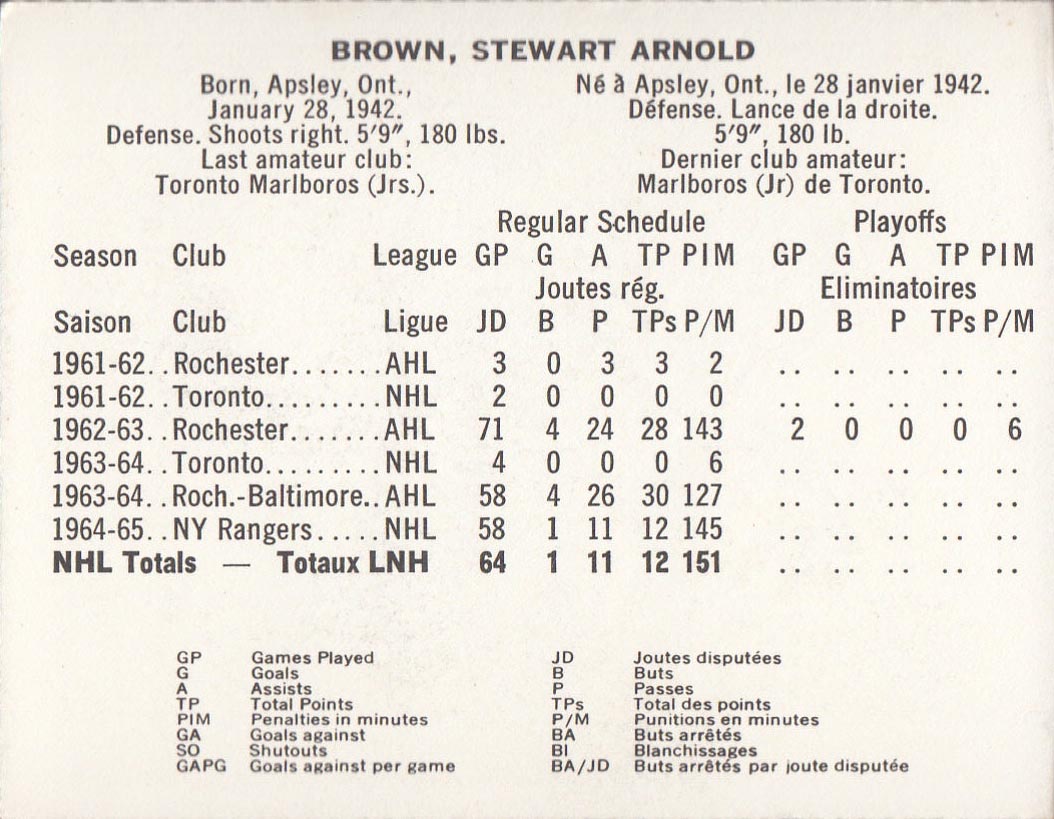 BROWN, STEWART ARNOLD
Born, Apsley, Ont.,
January 28, 1942.
Defense. Shoots right. 5'9", 180 lbs.
Last amateur club:
Toronto Marlboros (Jrs.).
Né à Apsley, Ont., le 28 janvier 1942.
Défense. Lance de la droite.
5'9", 180 lb.
Dernier club amateur:
Marlboros (Jr) de Toronto.
Regular Schedule Playoffs
Season Club League GP G A TP PIM GP G A TP PIM
Joutes rég. Eliminatoires
Saison Club Ligue JD B P TPs P/M JD B P TPs P/M
1961-62. . Rochester. . . . . . . AHL 3 0 3 3 2 . . . . . . . . . .
1961-62. . Toronto. . . . . . . . . NHL 2 0 0 0 0 . . . . . . . . . .
1962-63. . Rochester. . . . . . . AHL 71 4 24 28 143 2 0 0 0 6
1963-64. . Toronto. . . . . . . . . NHL 4 0 0 0 6 . . . . . . . . . .
1963-64. . Roch.-Baltimore. . AHL 58 4 26 30 127 . . . . . . . . . .
1964-65. . NY Rangers. . . . . NHL 58 1 11 12 145 . . . . . . . . . .
NHL Totals — Totaux LNH 64 1 11 12 151 . . . . . . . . . .
GP Games Played JD Joutes disputées
G Goals B Buts
A Assists P Passes
TP Total Points TPs Total des points
PIM Penalties in minutes P/M Punitions en minutes
GA Goals against BA Buts arrêtés
SO Shutouts BI Blanchissages
GAPG Goals against per game BA/JD Buts arrêtés par joute disputée